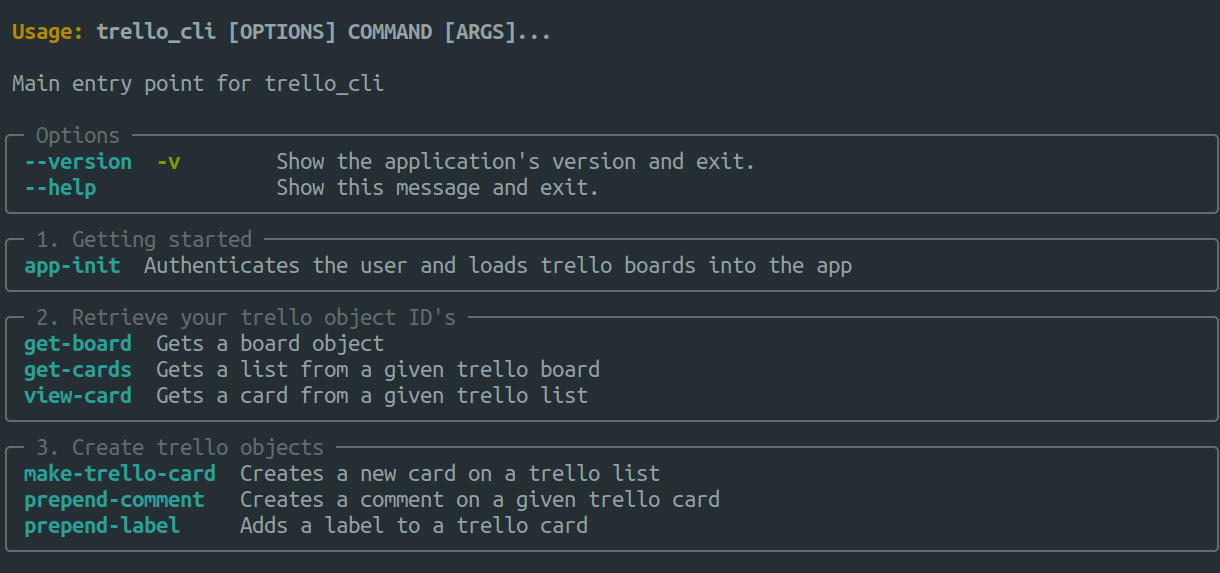 Usage: trello_cli [OPTIONS] COMMAND [ARGS]...
Main entry point for trello_cli
Options
--version -v Show the application's version and exit.
--help Show this message and exit.
1. Getting started
app-init Authenticates the user and loads trello boards into the app
2. Retrieve your trello object ID's
get-board Gets a board object
get-cards Gets a list from a given trello board
view-card Gets a card from a given trello list
3. Create trello objects
make-trello-card Creates a new card on a trello list
prepend-comment Creates a comment on a given trello card
prepend-label Adds a label to a trello card